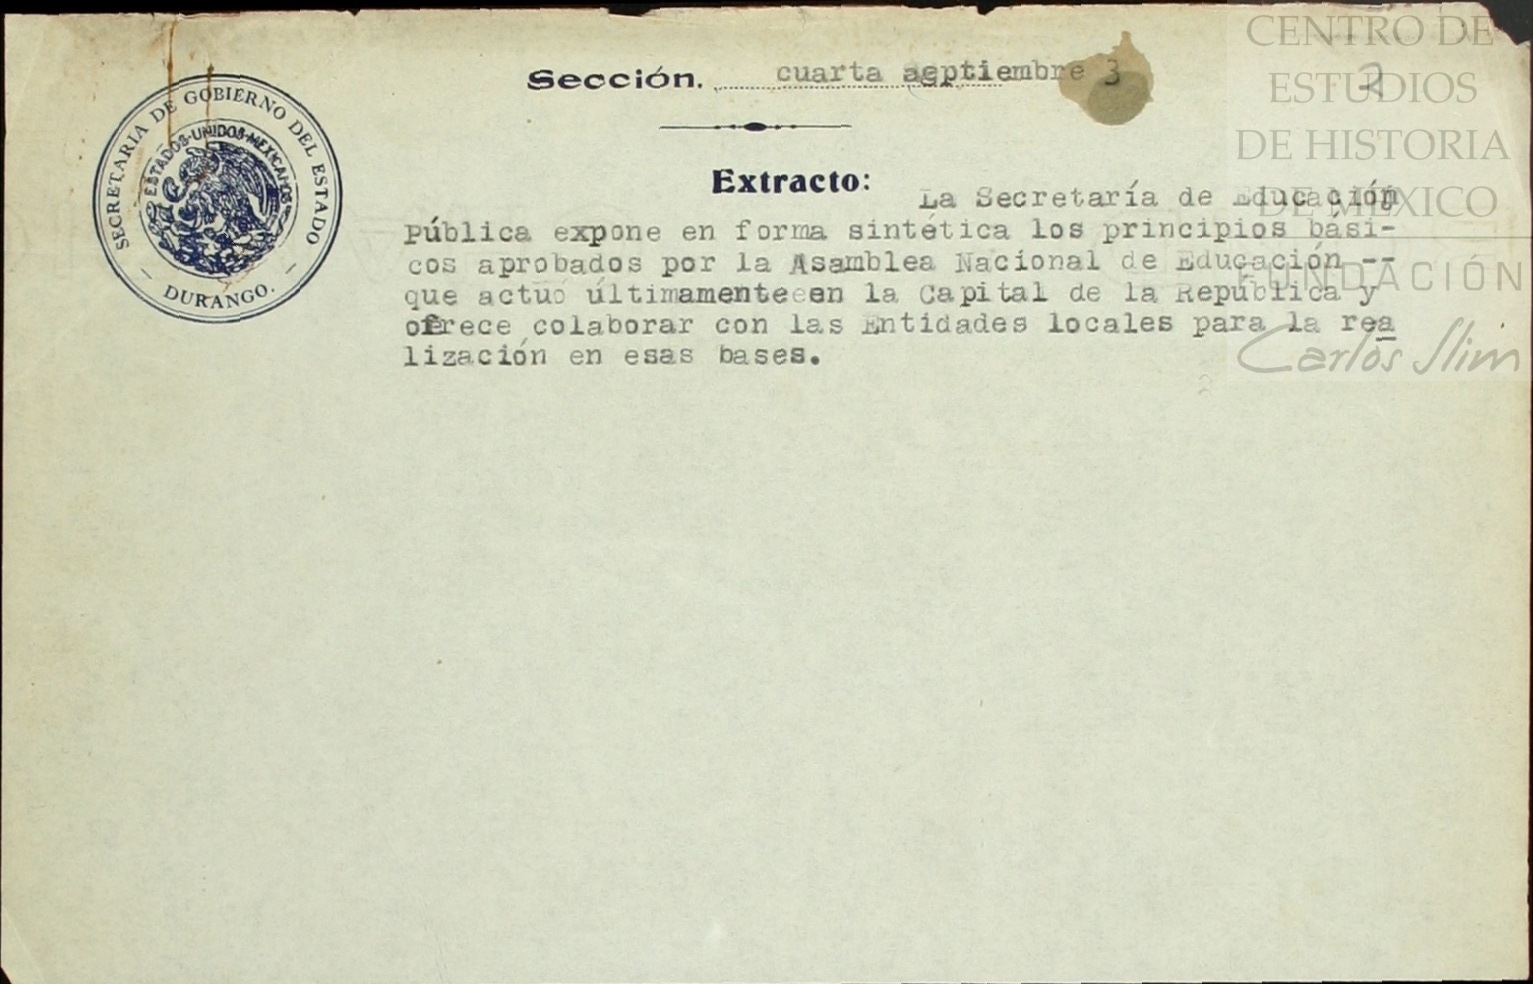 Sección. cuarta septiembre 3
2
Extracto:
La Secretaría de Educación
Pública expone en forma sintética los principios bási-
cos aprobados por la Asamblea Nacional de Educación --
que actuó últimamente en la Capital de la República y
ofrece colaborar con las Entidades locales para la rea
lización en esas bases.
SECRETARIA DE GOBIERNO DEL ESTADO
ESTADOS·UNIDOS·MEXICANOS
— DURANGO. —
CENTRO DE
ESTUDIOS
DE HISTORIA
DE MÉXICO
FUNDACIÓN
Carlos Slim